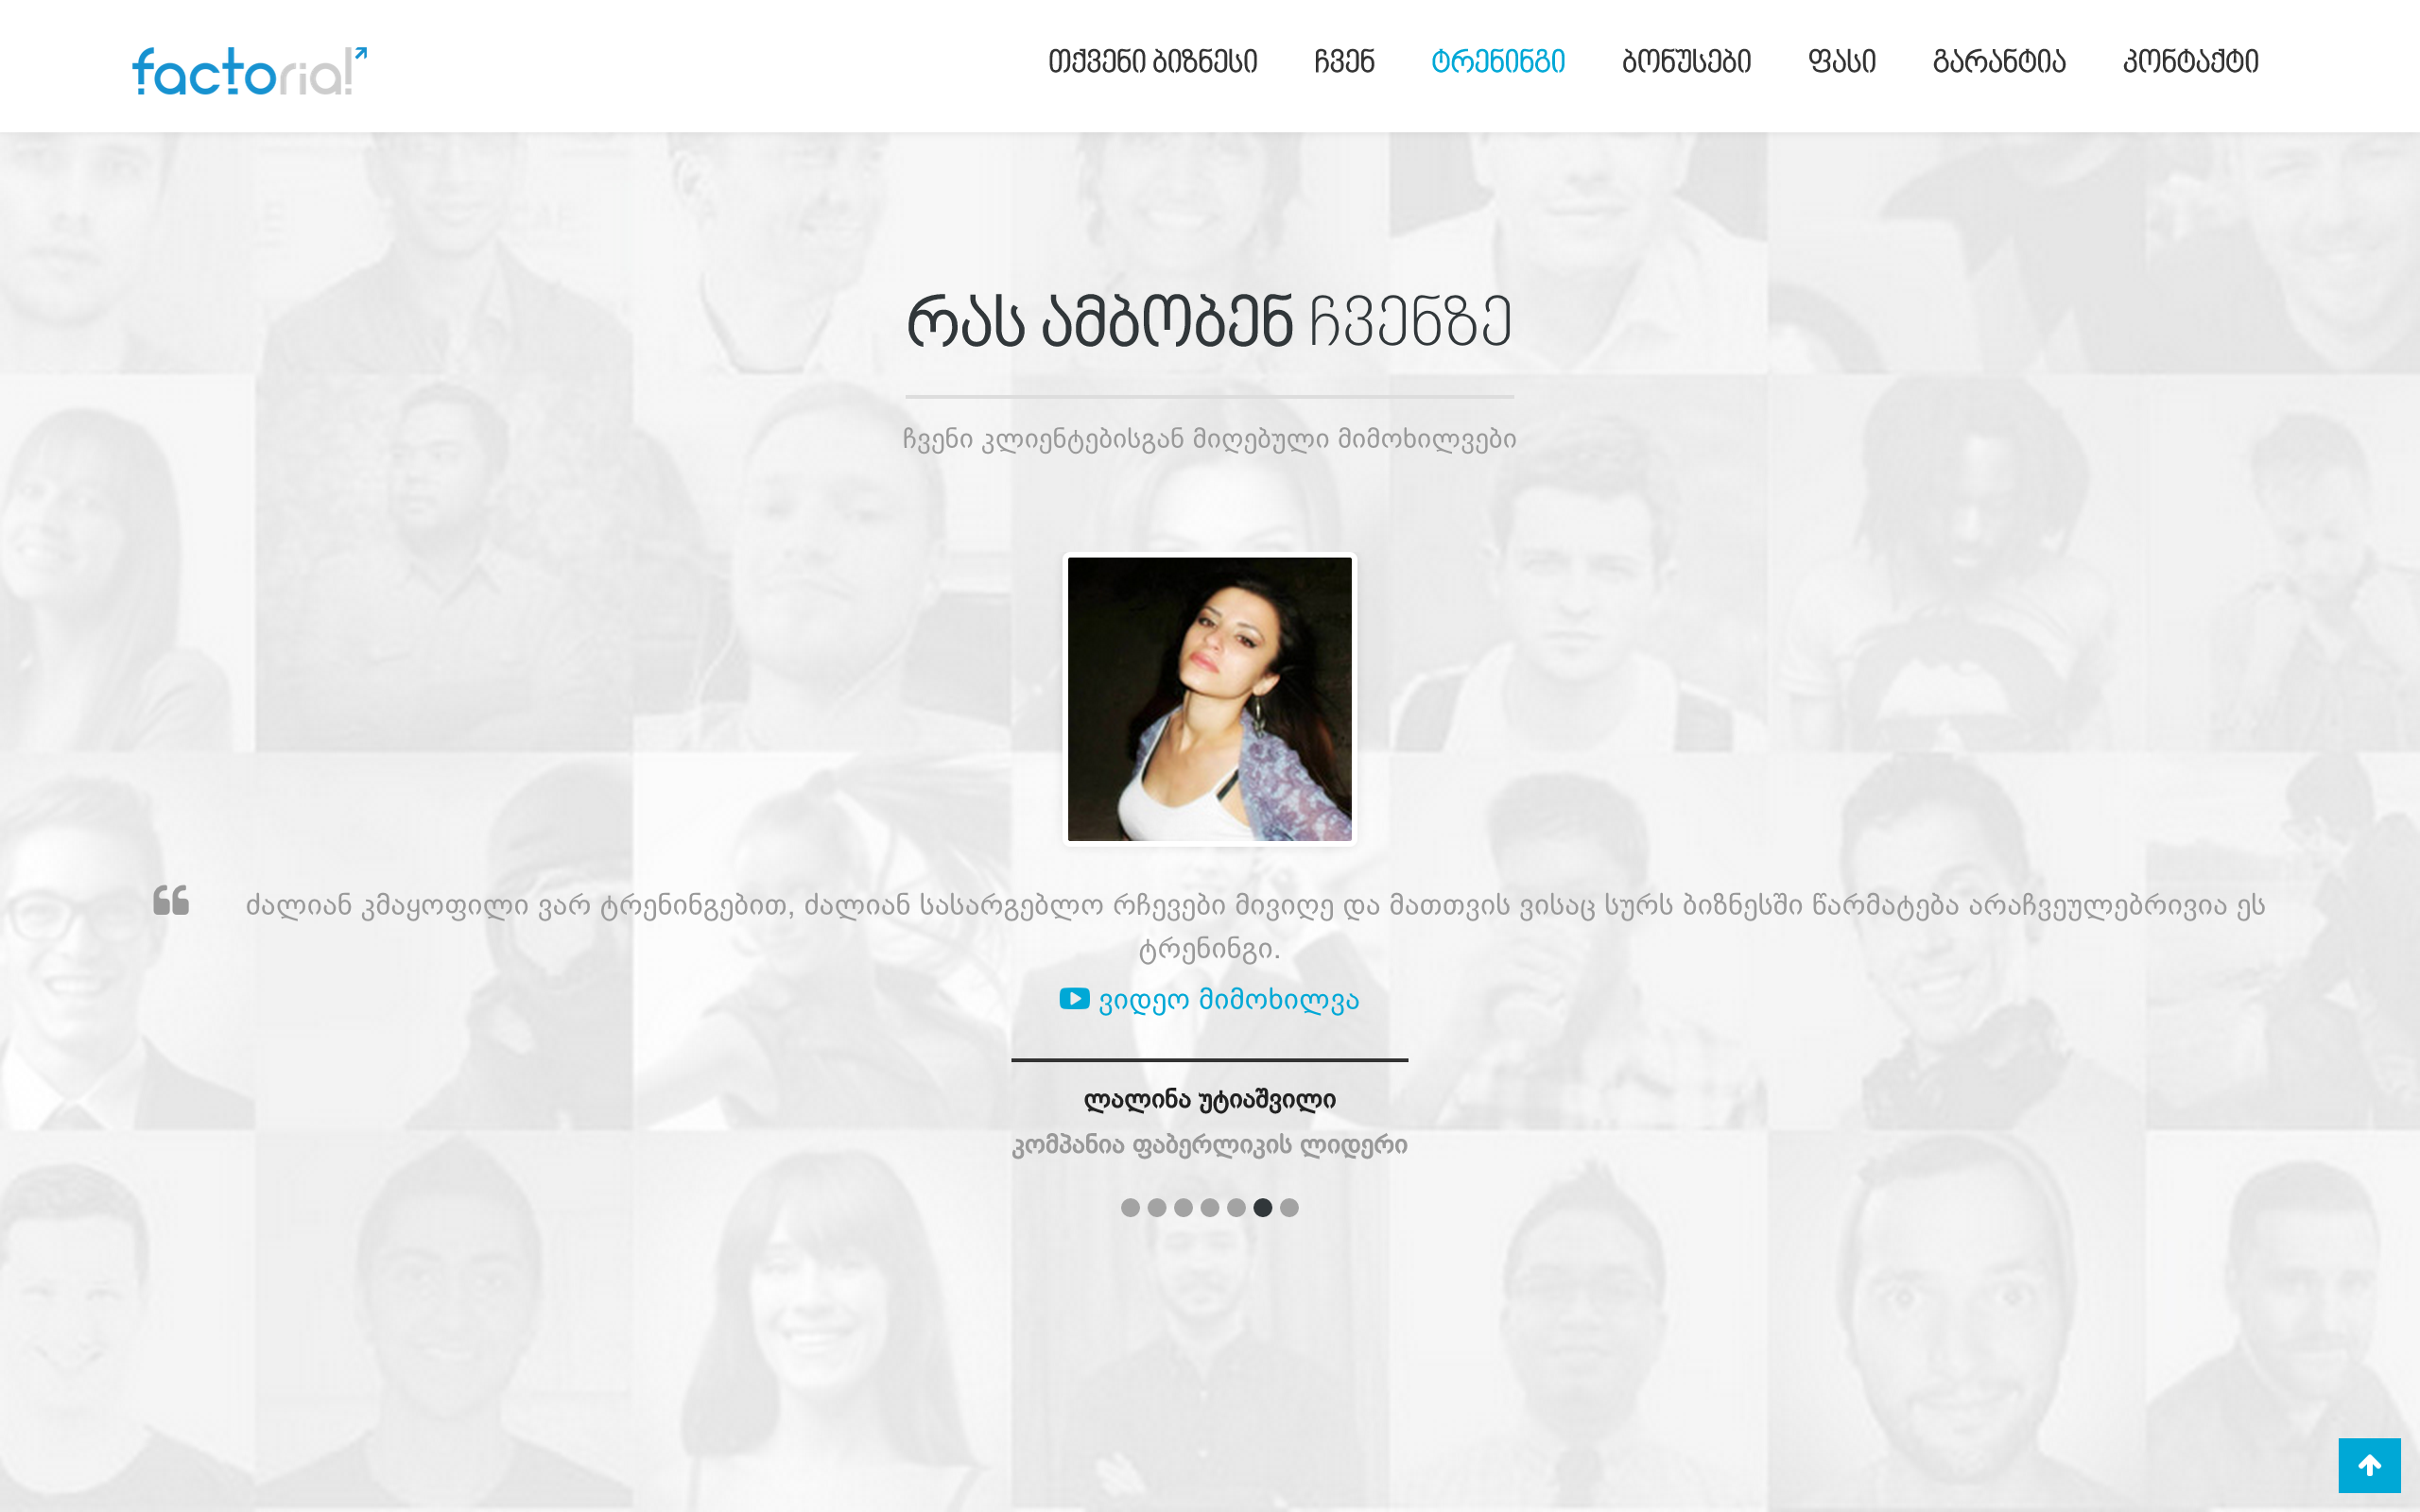 factorial
ᲗᲥᲕᲔᲜᲘ ᲑᲘᲖᲜᲔᲡᲘ ᲩᲕᲔᲜ ᲢᲠᲔᲜᲘᲜᲒᲘ ᲑᲝᲜᲣᲡᲔᲑᲘ ᲤᲐᲡᲘ ᲒᲐᲠᲐᲜᲢᲘᲐ ᲙᲝᲜᲢᲐᲥᲢᲘ
ᲠᲐᲡ ᲐᲛᲑᲝᲑᲔᲜ ᲩᲕᲔᲜᲖᲔ
ჩვენი კლიენტებისგან მიღებული მიმოხილვები
ძალიან კმაყოფილი ვარ ტრენინგებით, ძალიან სასარგებლო რჩევები მივიღე და მათთვის ვისაც სურს ბიზნესში წარმატება არაჩვეულებრივია ეს
ტრენინგი.
ვიდეო მიმოხილვა
ლალინა უტიაშვილი
კომპანია ფაბერლიკის ლიდერი